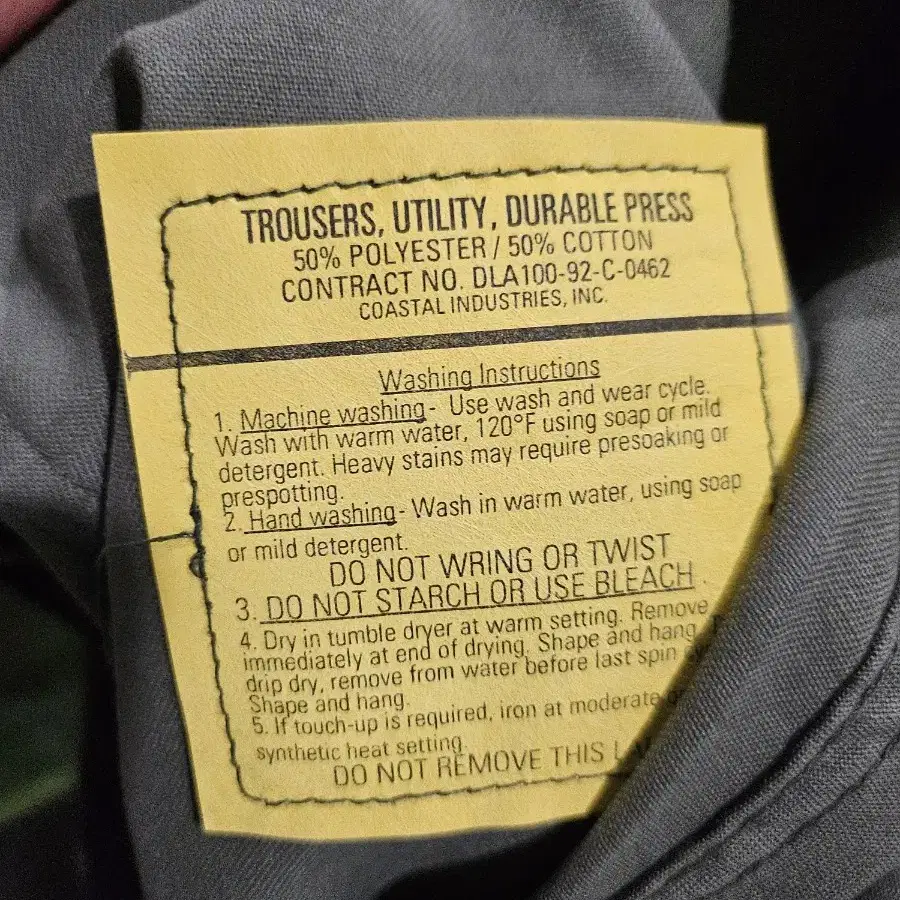 TROUSERS, UTILITY, DURABLE PRESS
50% POLYESTER / 50% COTTON
CONTRACT NO. DLA100-92-C-0462
COASTAL INDUSTRIES, INC.
Washing Instructions
1. Machine washing - Use wash and wear cycle.
Wash with warm water, 120°F using soap or mild
detergent. Heavy stains may require presoaking or
prespotting.
2. Hand washing - Wash in warm water, using soap
or mild detergent.
DO NOT WRING OR TWIST
3. DO NOT STARCH OR USE BLEACH.
4. Dry in tumble dryer at warm setting. Remove
immediately at end of drying. Shape and hang
drip dry, remove from water before last spin
Shape and hang.
5. If touch-up is required, iron at moderate
synthetic heat setting.
DO NOT REMOVE THIS